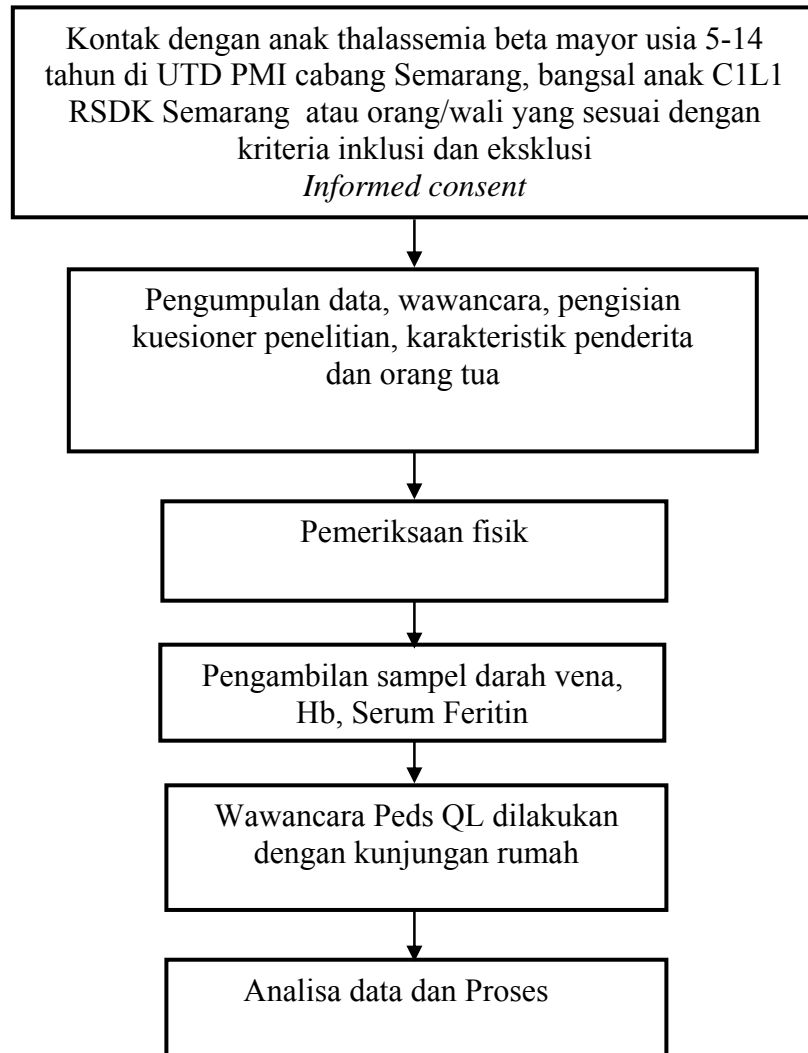 Kontak dengan anak thalassemia beta mayor usia 5-14
tahun di UTD PMI cabang Semarang, bangsal anak C1L1
RSDK Semarang atau orang/wali yang sesuai dengan
kriteria inklusi dan eksklusi
Informed consent
Pengumpulan data, wawancara, pengisian
kuesioner penelitian, karakteristik penderita
dan orang tua
Pemeriksaan fisik
Pengambilan sampel darah vena,
Hb, Serum Feritin
Wawancara Peds QL dilakukan
dengan kunjungan rumah
Analisa data dan Proses